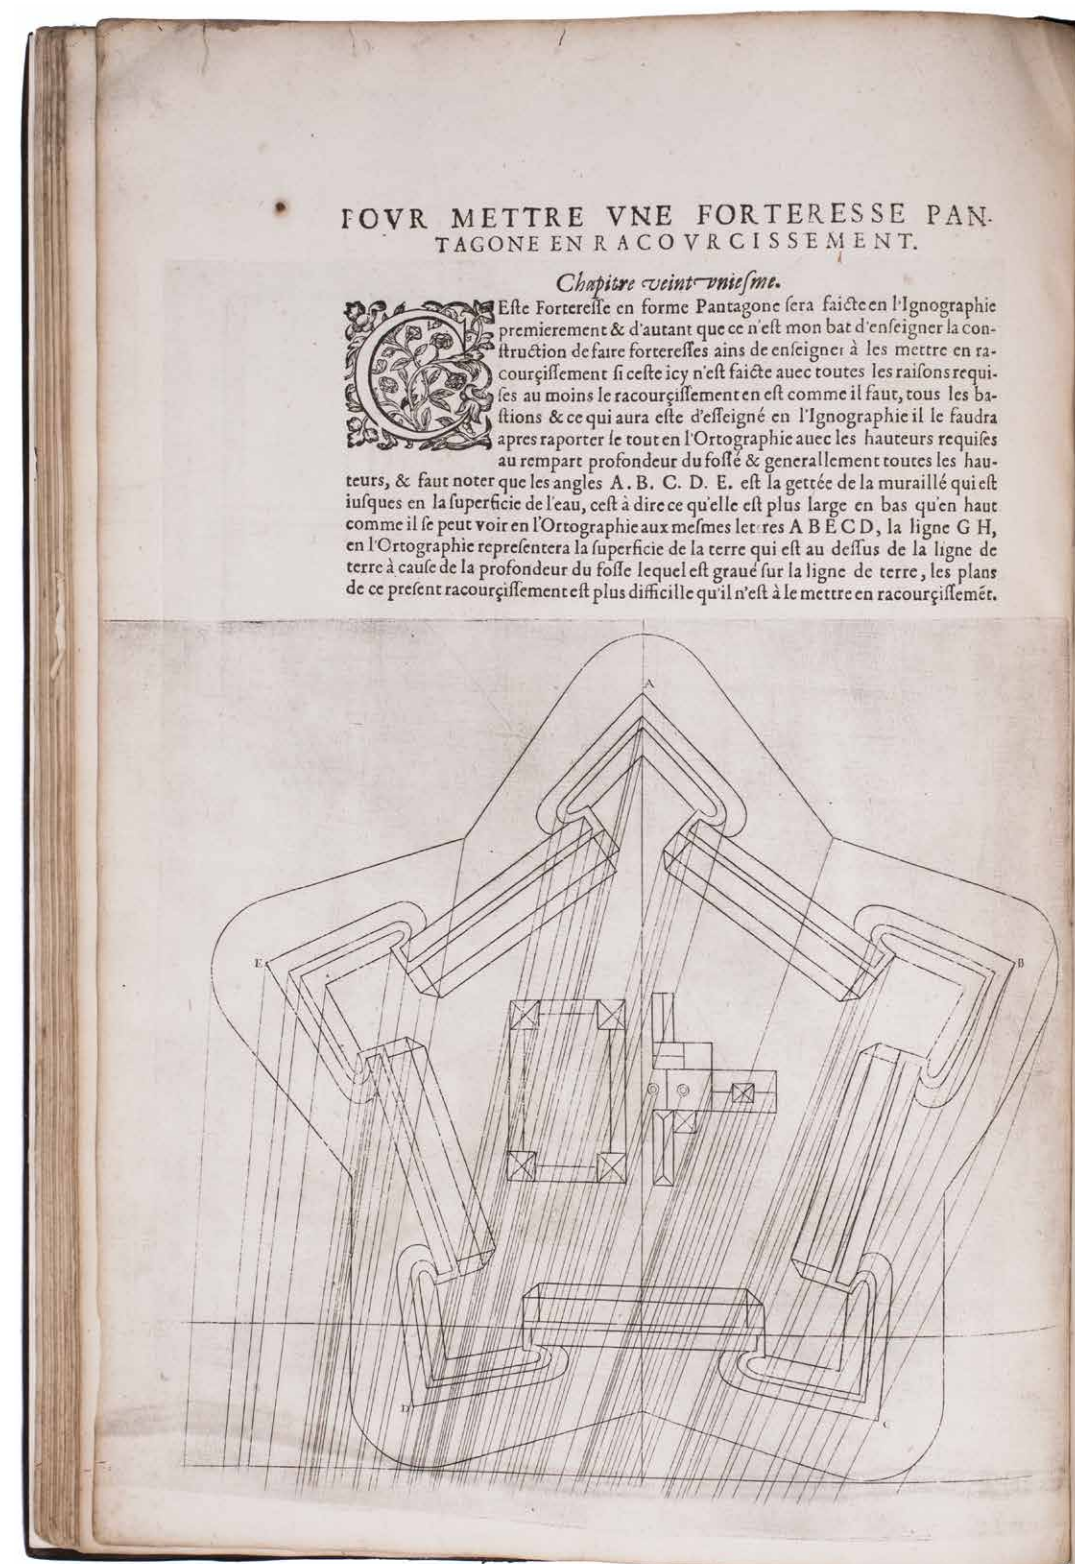 POVR METTRE VNE FORTERESSE PAN-
TAGONE EN RACOVRCISSEMENT.
Chapitre veint-vniesme.
CEſte Forterеſſe en forme Pantagone ſera faicte en l'Ignographie
premierement & d'autant que ce n'eſt mon bat d'enſeigner la con-
ſtruction de faire fortereſſes ains de enſeigner à les mettre en ra-
courçiſſement ſi ceſte icy n'eſt faicte auec toutes les raiſons requi-
ſes au moins le racourçiſſement en eſt comme il faut, tous les ba-
ſtions & ce qui aura eſte d'eſſeigné en l'Ignographie il le faudra
apres raporter le tout en l'Ortographie auec les hauteurs requiſes
au rempart profondeur du foſſé & generallement toutes les hau-
teurs, & faut noter que les angles A. B. C. D. E. eſt la gettée de la muraillé qui eſt
iuſques en la ſuperficie de l'eau, ceſt à dire ce qu'elle eſt plus large en bas qu'en haut
comme il ſe peut voir en l'Ortographie aux meſmes lettres A B E C D, la ligne G H,
en l'Ortographie repreſentera la ſuperficie de la terre qui eſt au deſſus de la ligne de
terre à cauſe de la profondeur du foſſe lequel eſt graué ſur la ligne de terre, les plans
de ce preſent racourçiſſement eſt plus difficille qu'il n'eſt à le mettre en racourçiſſemēt.
A
E
B
D
C